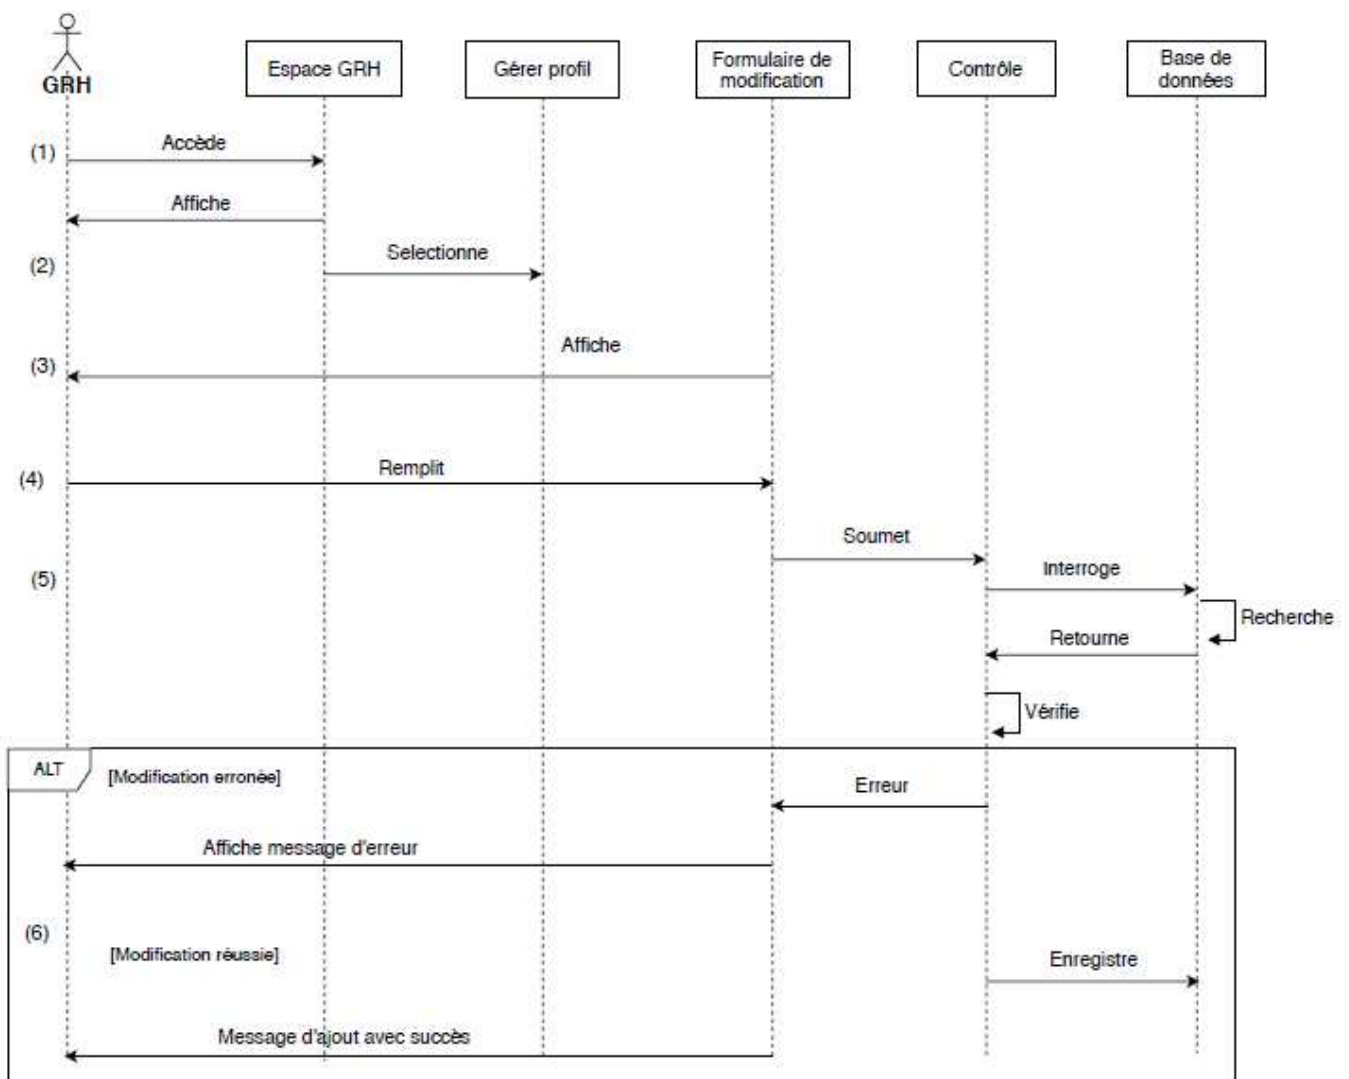 GRH
Espace GRH
Gérer profil
Formulaire de
modification
Contrôle
Base de
données
(1)
Accède
Affiche
(2)
Selectionne
(3)
Affiche
(4)
Remplit
Soumet
(5)
Interroge
Recherche
Retourne
Vérifie
ALT
[Modification erronée]
Erreur
Affiche message d'erreur
(6)
[Modification réussie]
Enregistre
Message d'ajout avec succès